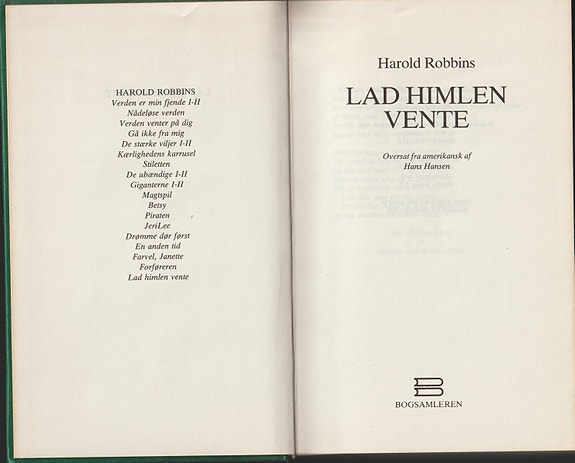 HAROLD ROBBINS
Verden er min fjende I-II
Nådeløse verden
Verden venter på dig
Gå ikke fra mig
De stærke viljer I-II
Kærlighedens karrusel
Stiletten
De ubændige I-II
Giganterne I-II
Magtspil
Betsy
Piraten
JeriLee
Drømme dør først
En anden tid
Farvel, Janette
Forføreren
Lad himlen vente
Harold Robbins
LAD HIMLEN
VENTE
Oversat fra amerikansk af
Hans Hansen
BOGSAMLEREN